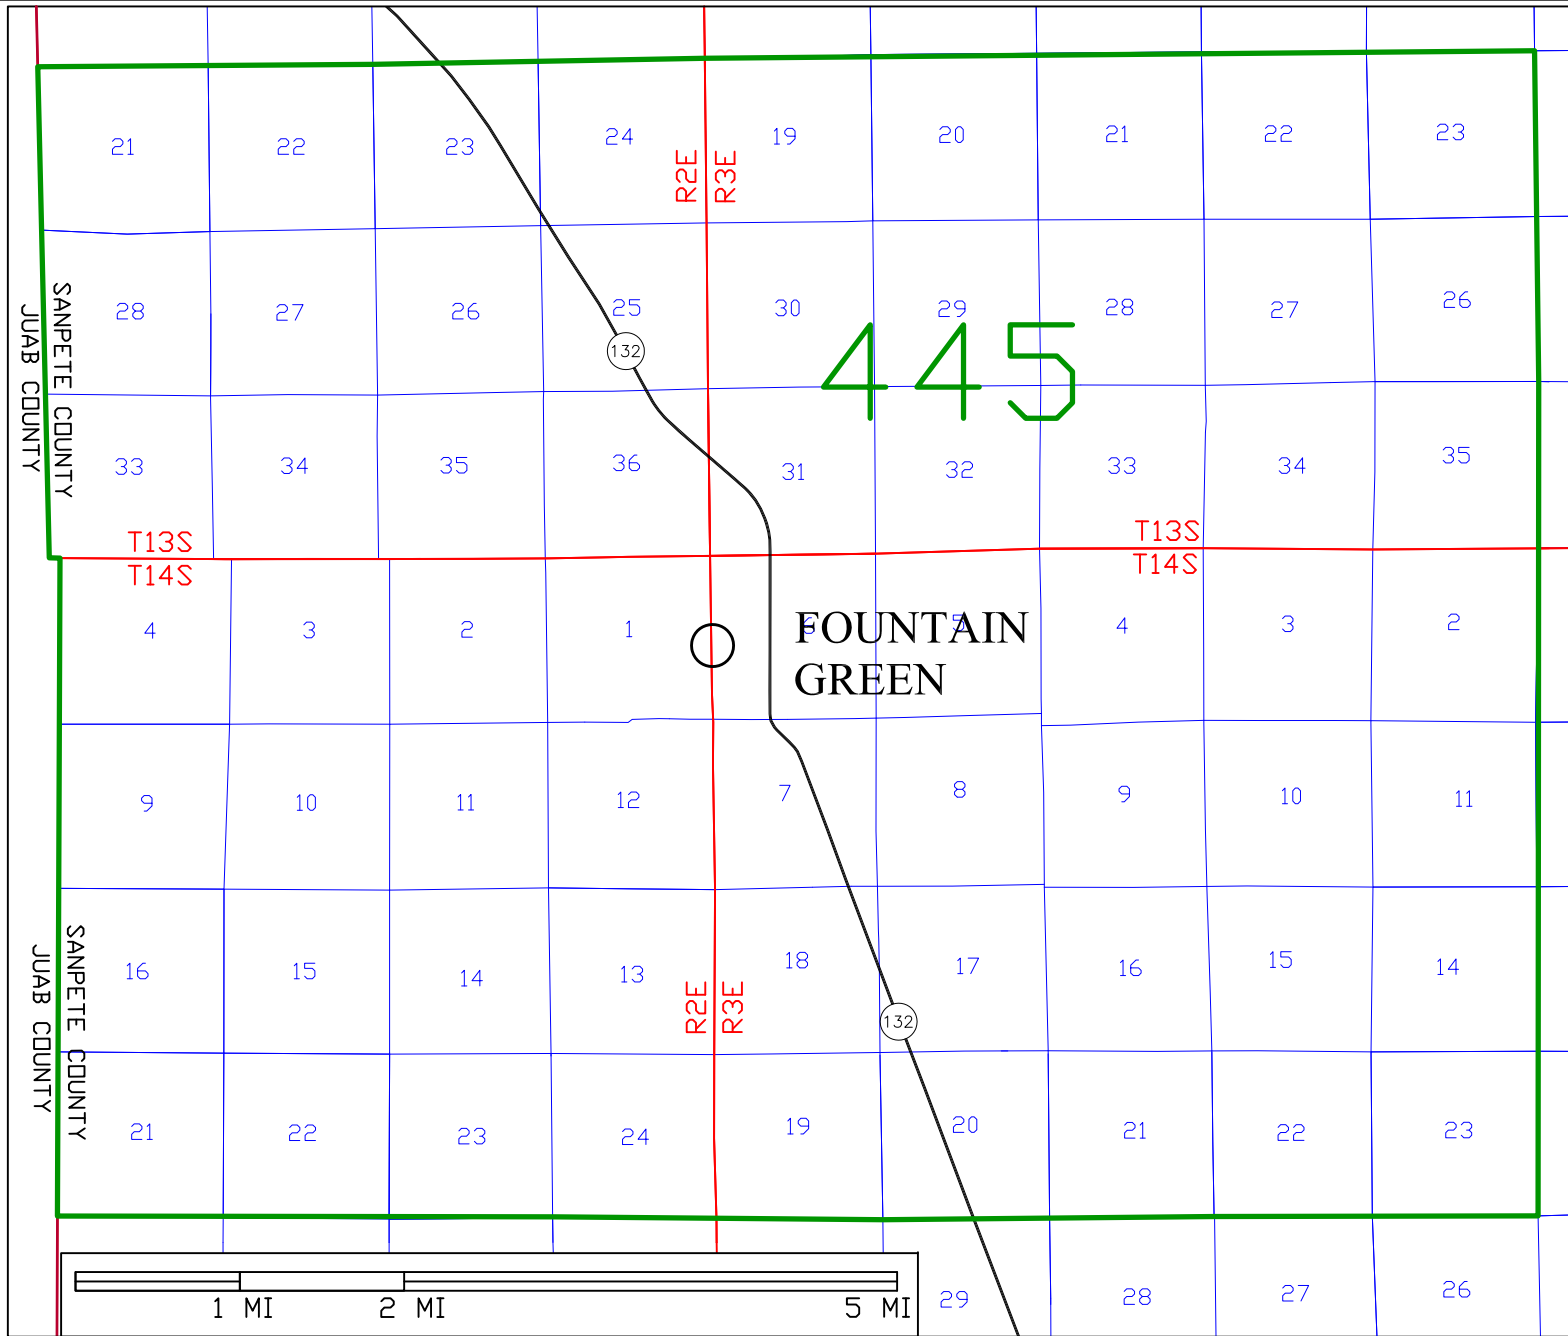 21 22 23 24 19 20 21 22 23
R2E R3E
28 27 26 25 30 29 28 27 26
SANPETE COUNTY
JUAB COUNTY
132
445
33 34 35 36 31 32 33 34 35
T13S T13S
T14S T14S
4 3 2 1 6 5 4 3 2
FOUNTAIN
GREEN
9 10 11 12 7 8 9 10 11
16 15 14 13 18 17 16 15 14
SANPETE COUNTY
JUAB COUNTY
R2E R3E
132
21 22 23 24 19 20 21 22 23
29 28 27 26
1 MI 2 MI 5 MI